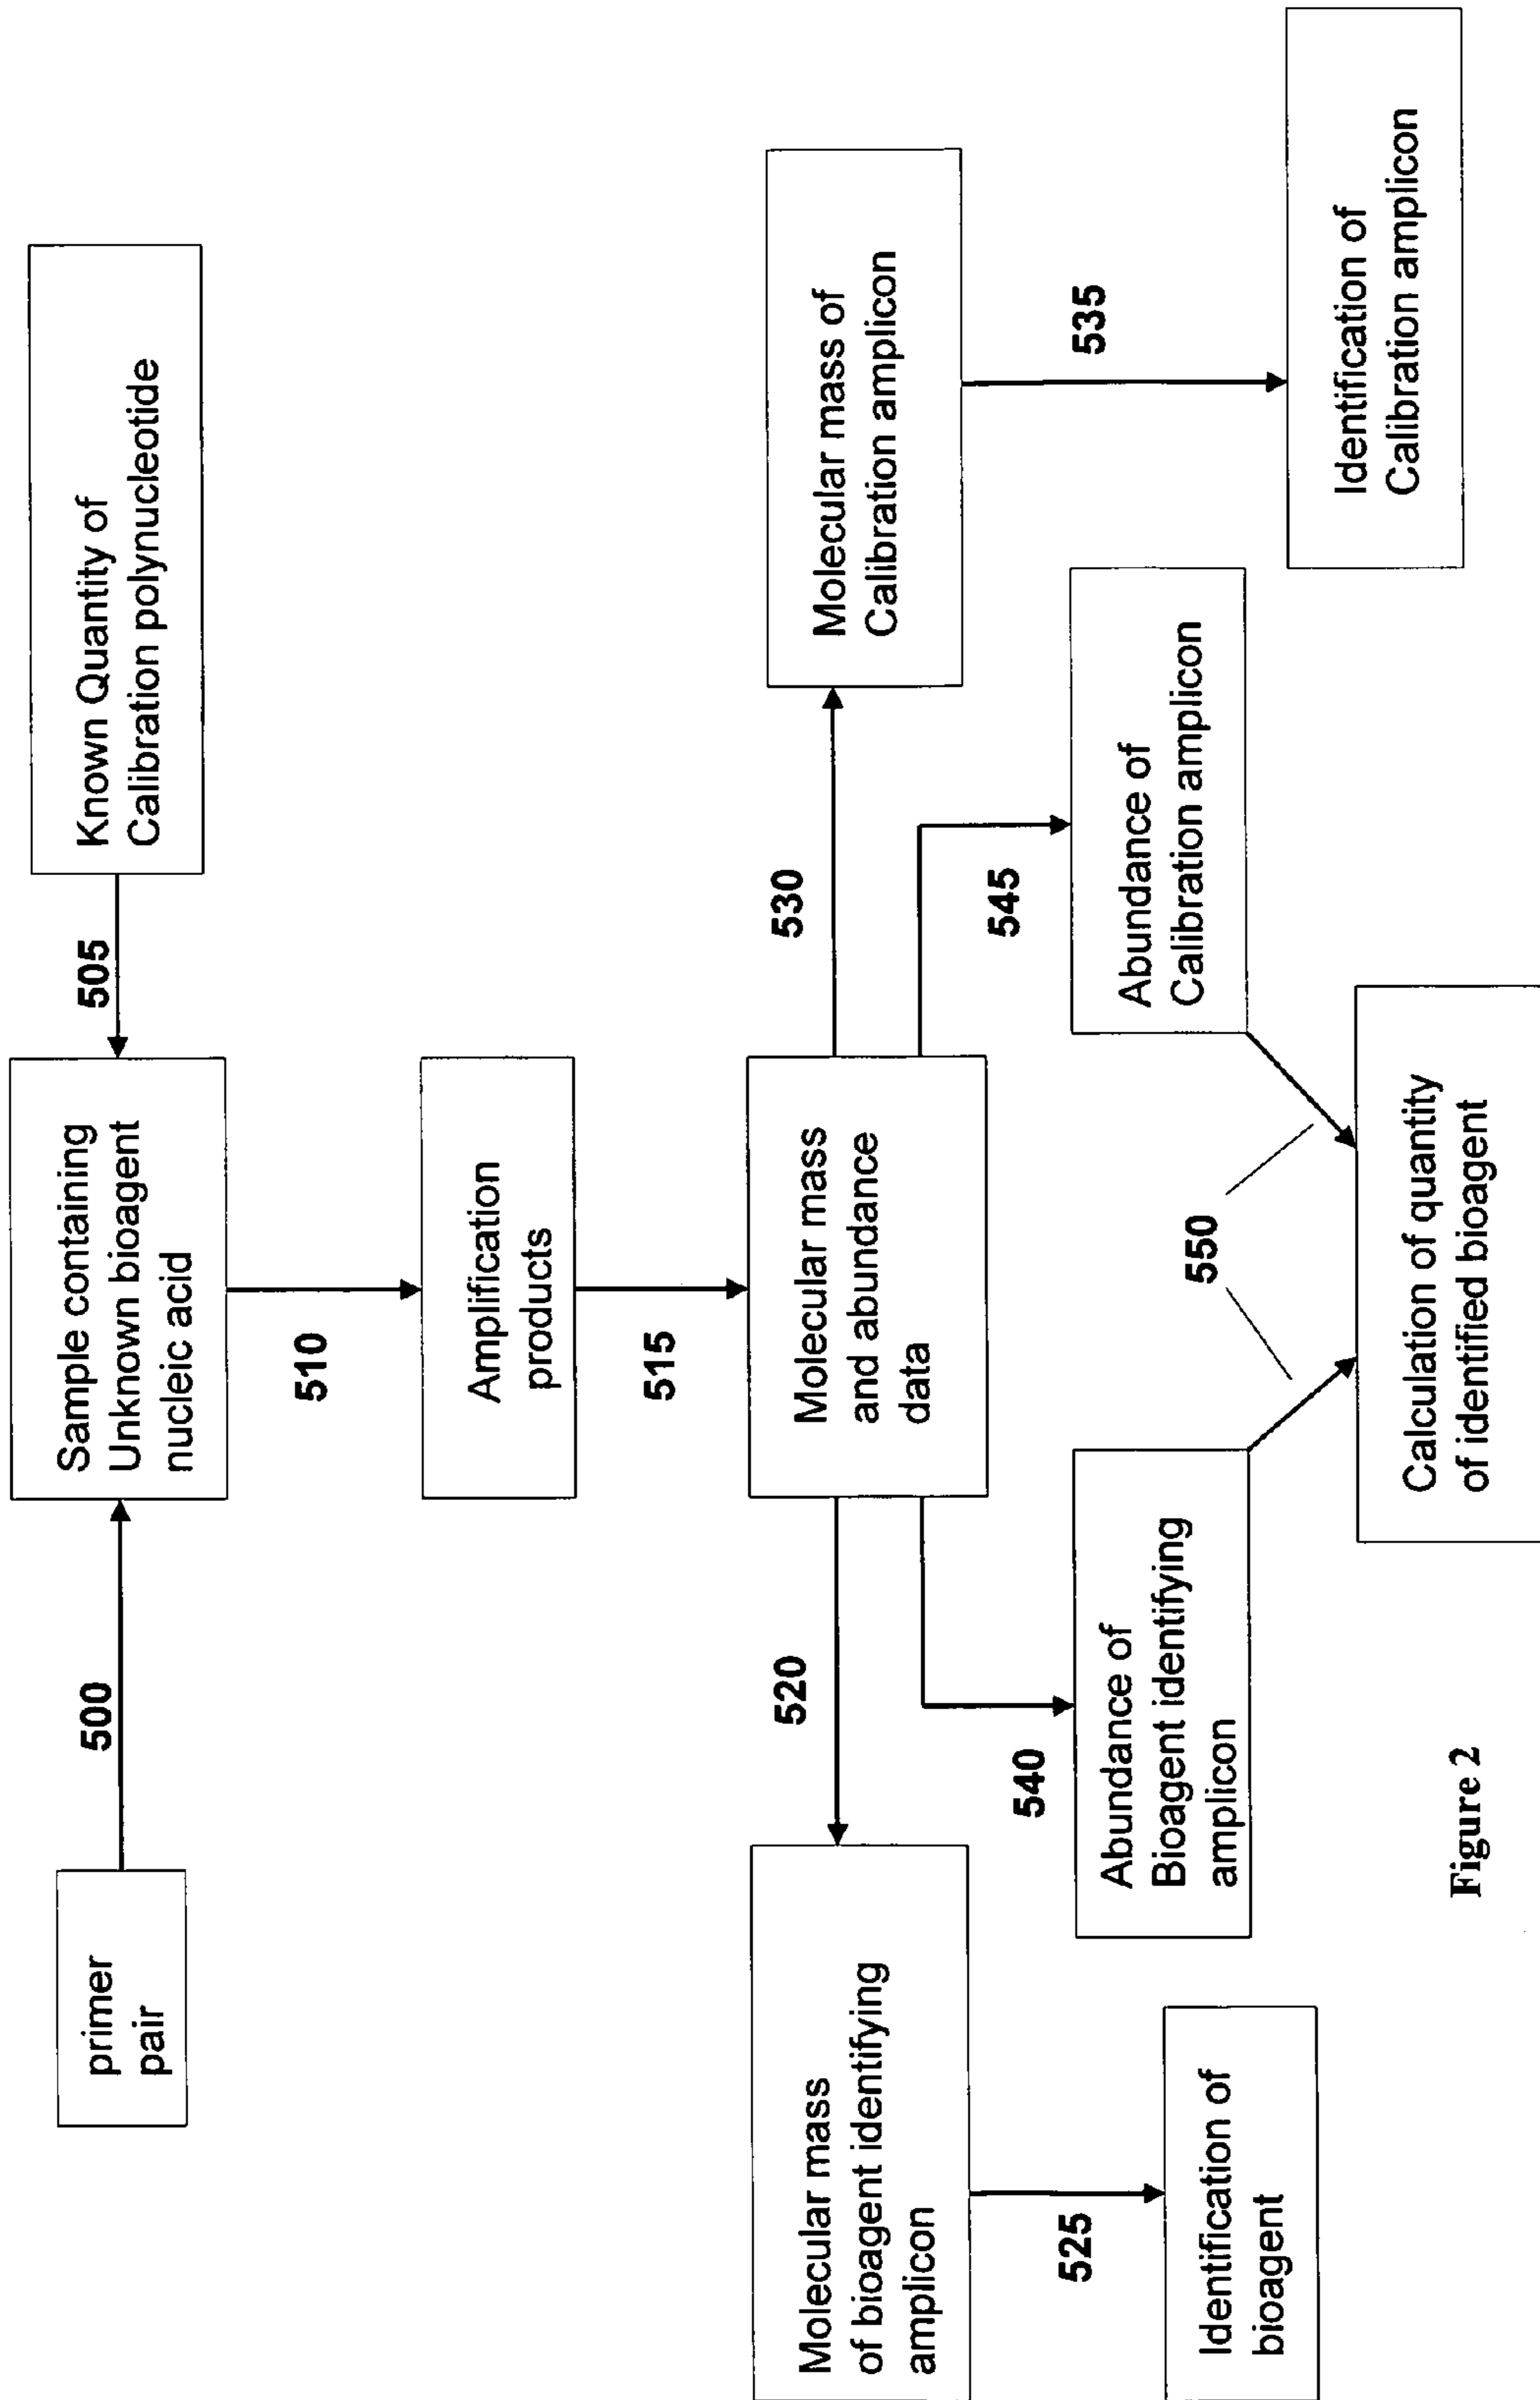 primer
pair
500
Sample containing
Unknown bioagent
nucleic acid
505
Known Quantity of
Calibration polynucleotide
510
Amplification
products
515
Molecular mass
and abundance
data
520
530
Molecular mass
of bioagent identifying
amplicon
Molecular mass of
Calibration amplicon
540
545
525
535
Abundance of
Bioagent identifying
amplicon
Abundance of
Calibration amplicon
Identification of
bioagent
550
Identification of
Calibration amplicon
Calculation of quantity
of identified bioagent
Figure 2